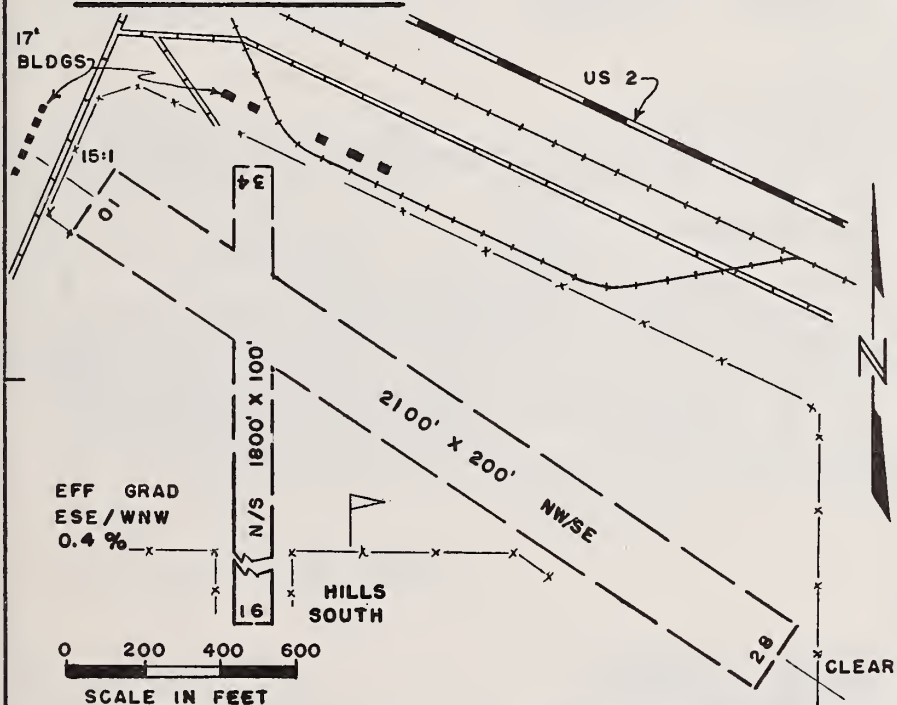 17'
BLDGS
US 2
15:1
34
10
N/S 1800' X 100'
2100' X 200'
NW/SE
EFF GRAD
ESE/WNW
0.4 %
HILLS
SOUTH
16
28
CLEAR
N
0 200 400 600
SCALE IN FEET